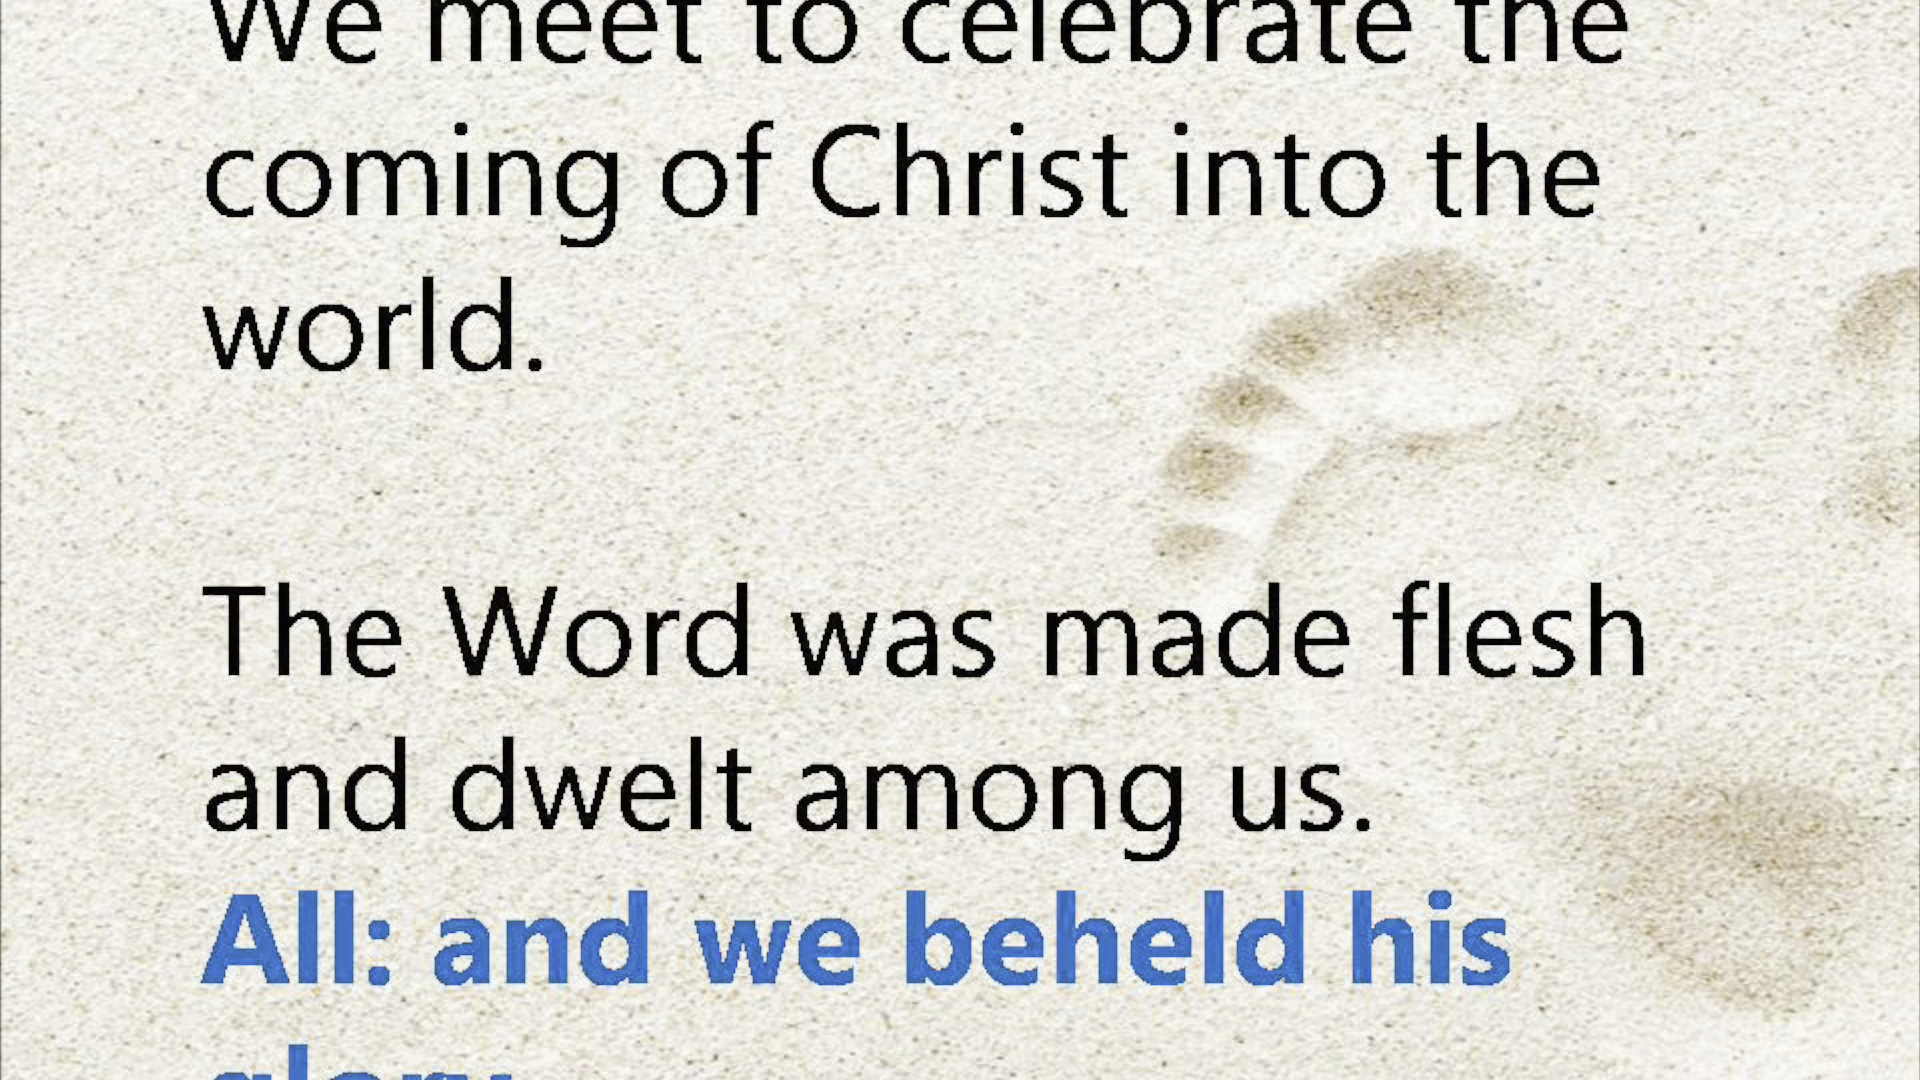 We meet to celebrate the
coming of Christ into the
world.
The Word was made flesh
and dwelt among us.
All: and we beheld his
glory.